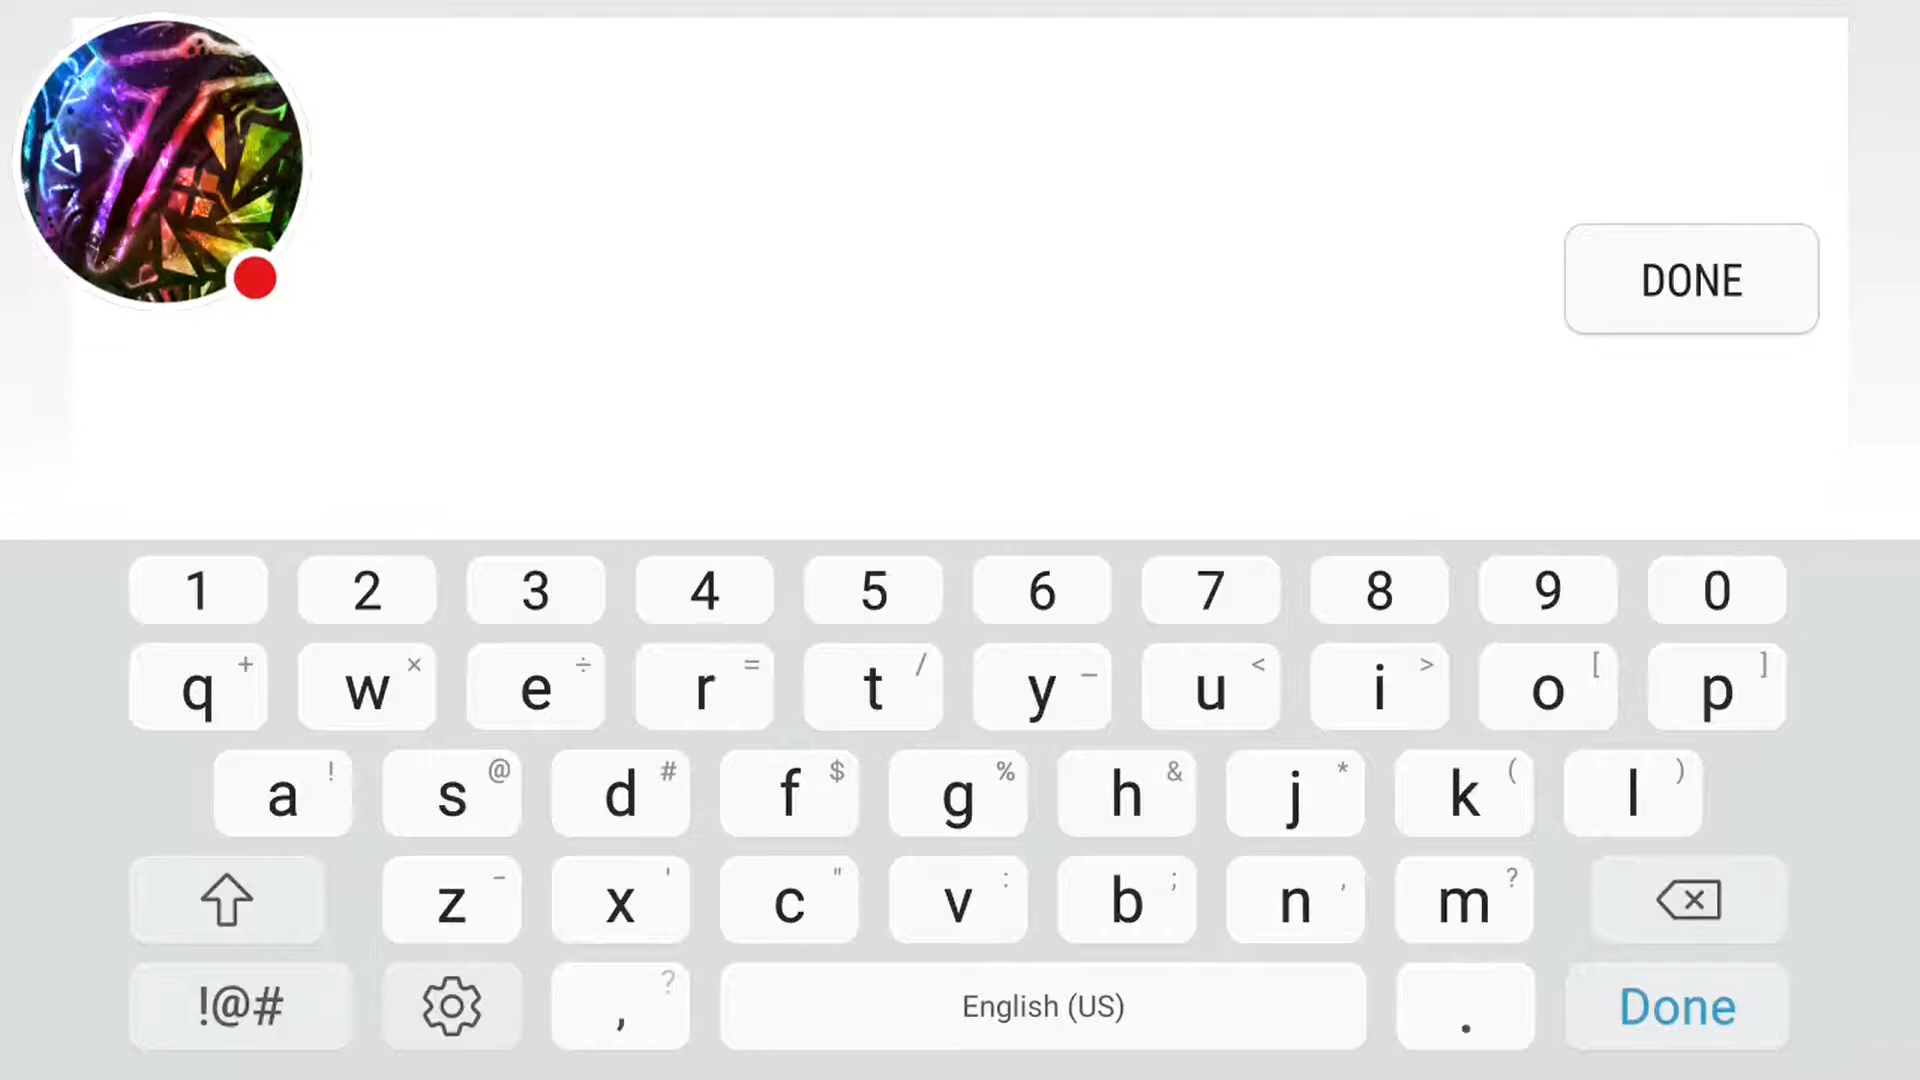 DONE
1 2 3 4 5 6 7 8 9 0
q + w × e ÷ r = t / y _ u < i > o [ p ]
a ! s @ d # f $ g % h & j * k ( l )
z - x ' c " v : b ; n , m ?
!@# , ? English (US) . Done